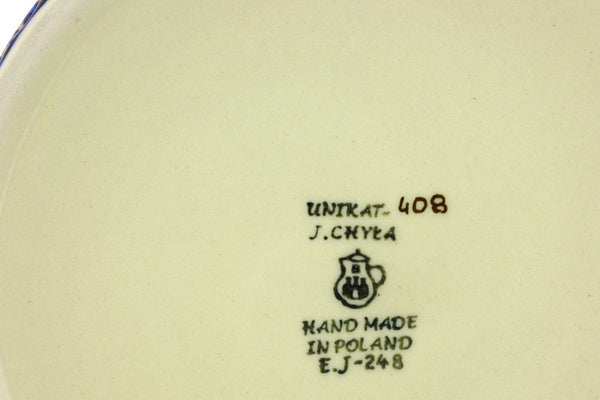 UNIKAT-408
J. CHYŁA
B
HAND MADE
IN POLAND
E.J-248